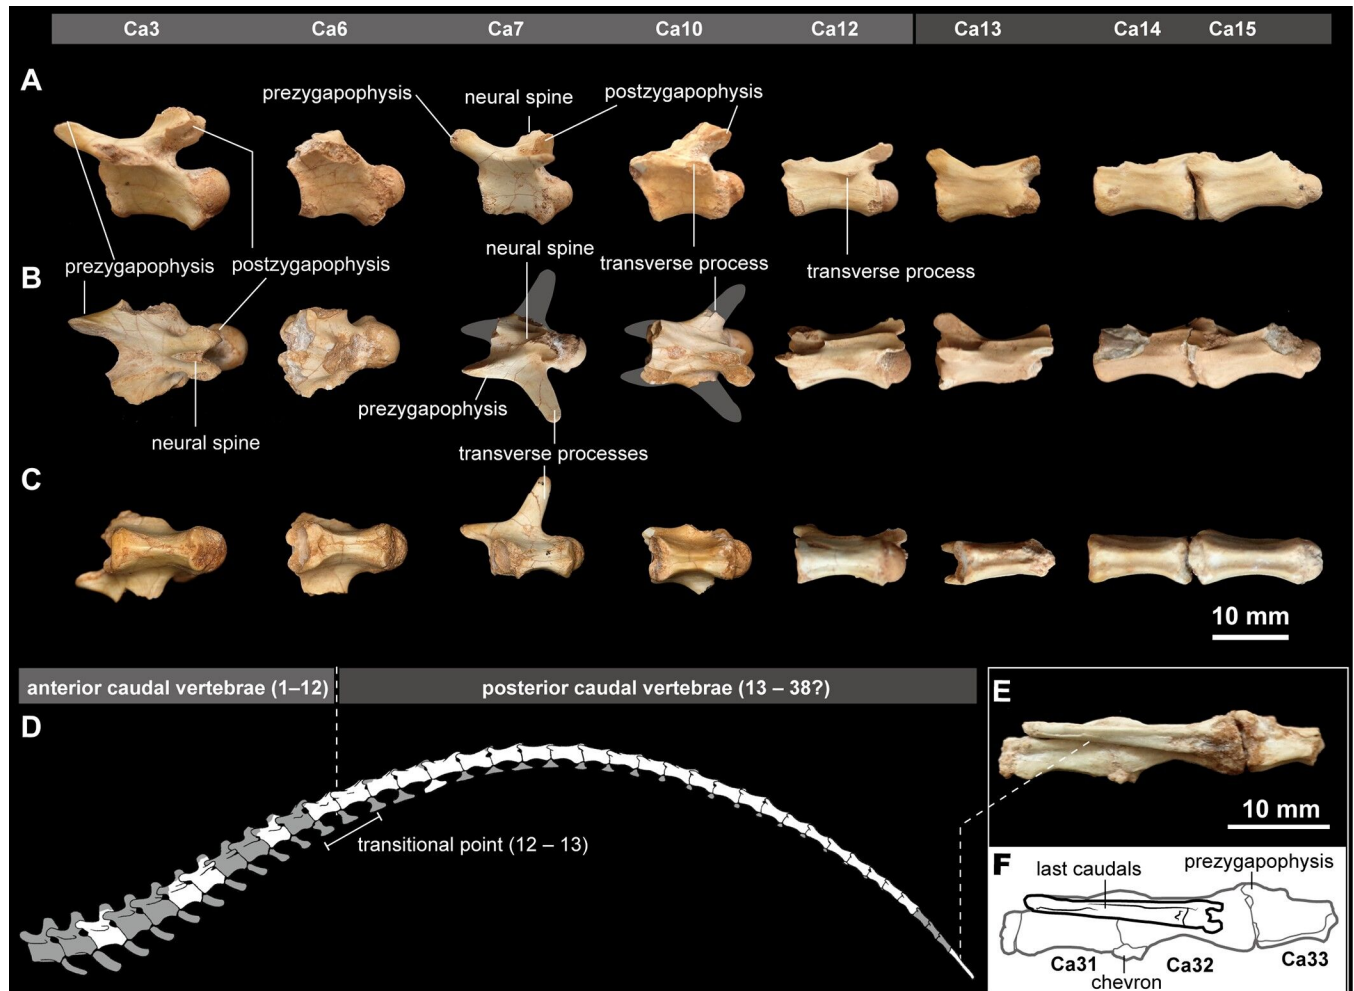 Ca3 Ca6 Ca7 Ca10 Ca12 Ca13 Ca14 Ca15
A
prezygapophysis
neural spine
postzygapophysis
B
prezygapophysis
postzygapophysis
neural spine
transverse process
transverse process
prezygapophysis
neural spine
transverse processes
C
10 mm
anterior caudal vertebrae (1–12)
posterior caudal vertebrae (13 – 38?)
D
transitional point (12 – 13)
E
10 mm
F
last caudals
prezygapophysis
Ca31
Ca32
Ca33
chevron